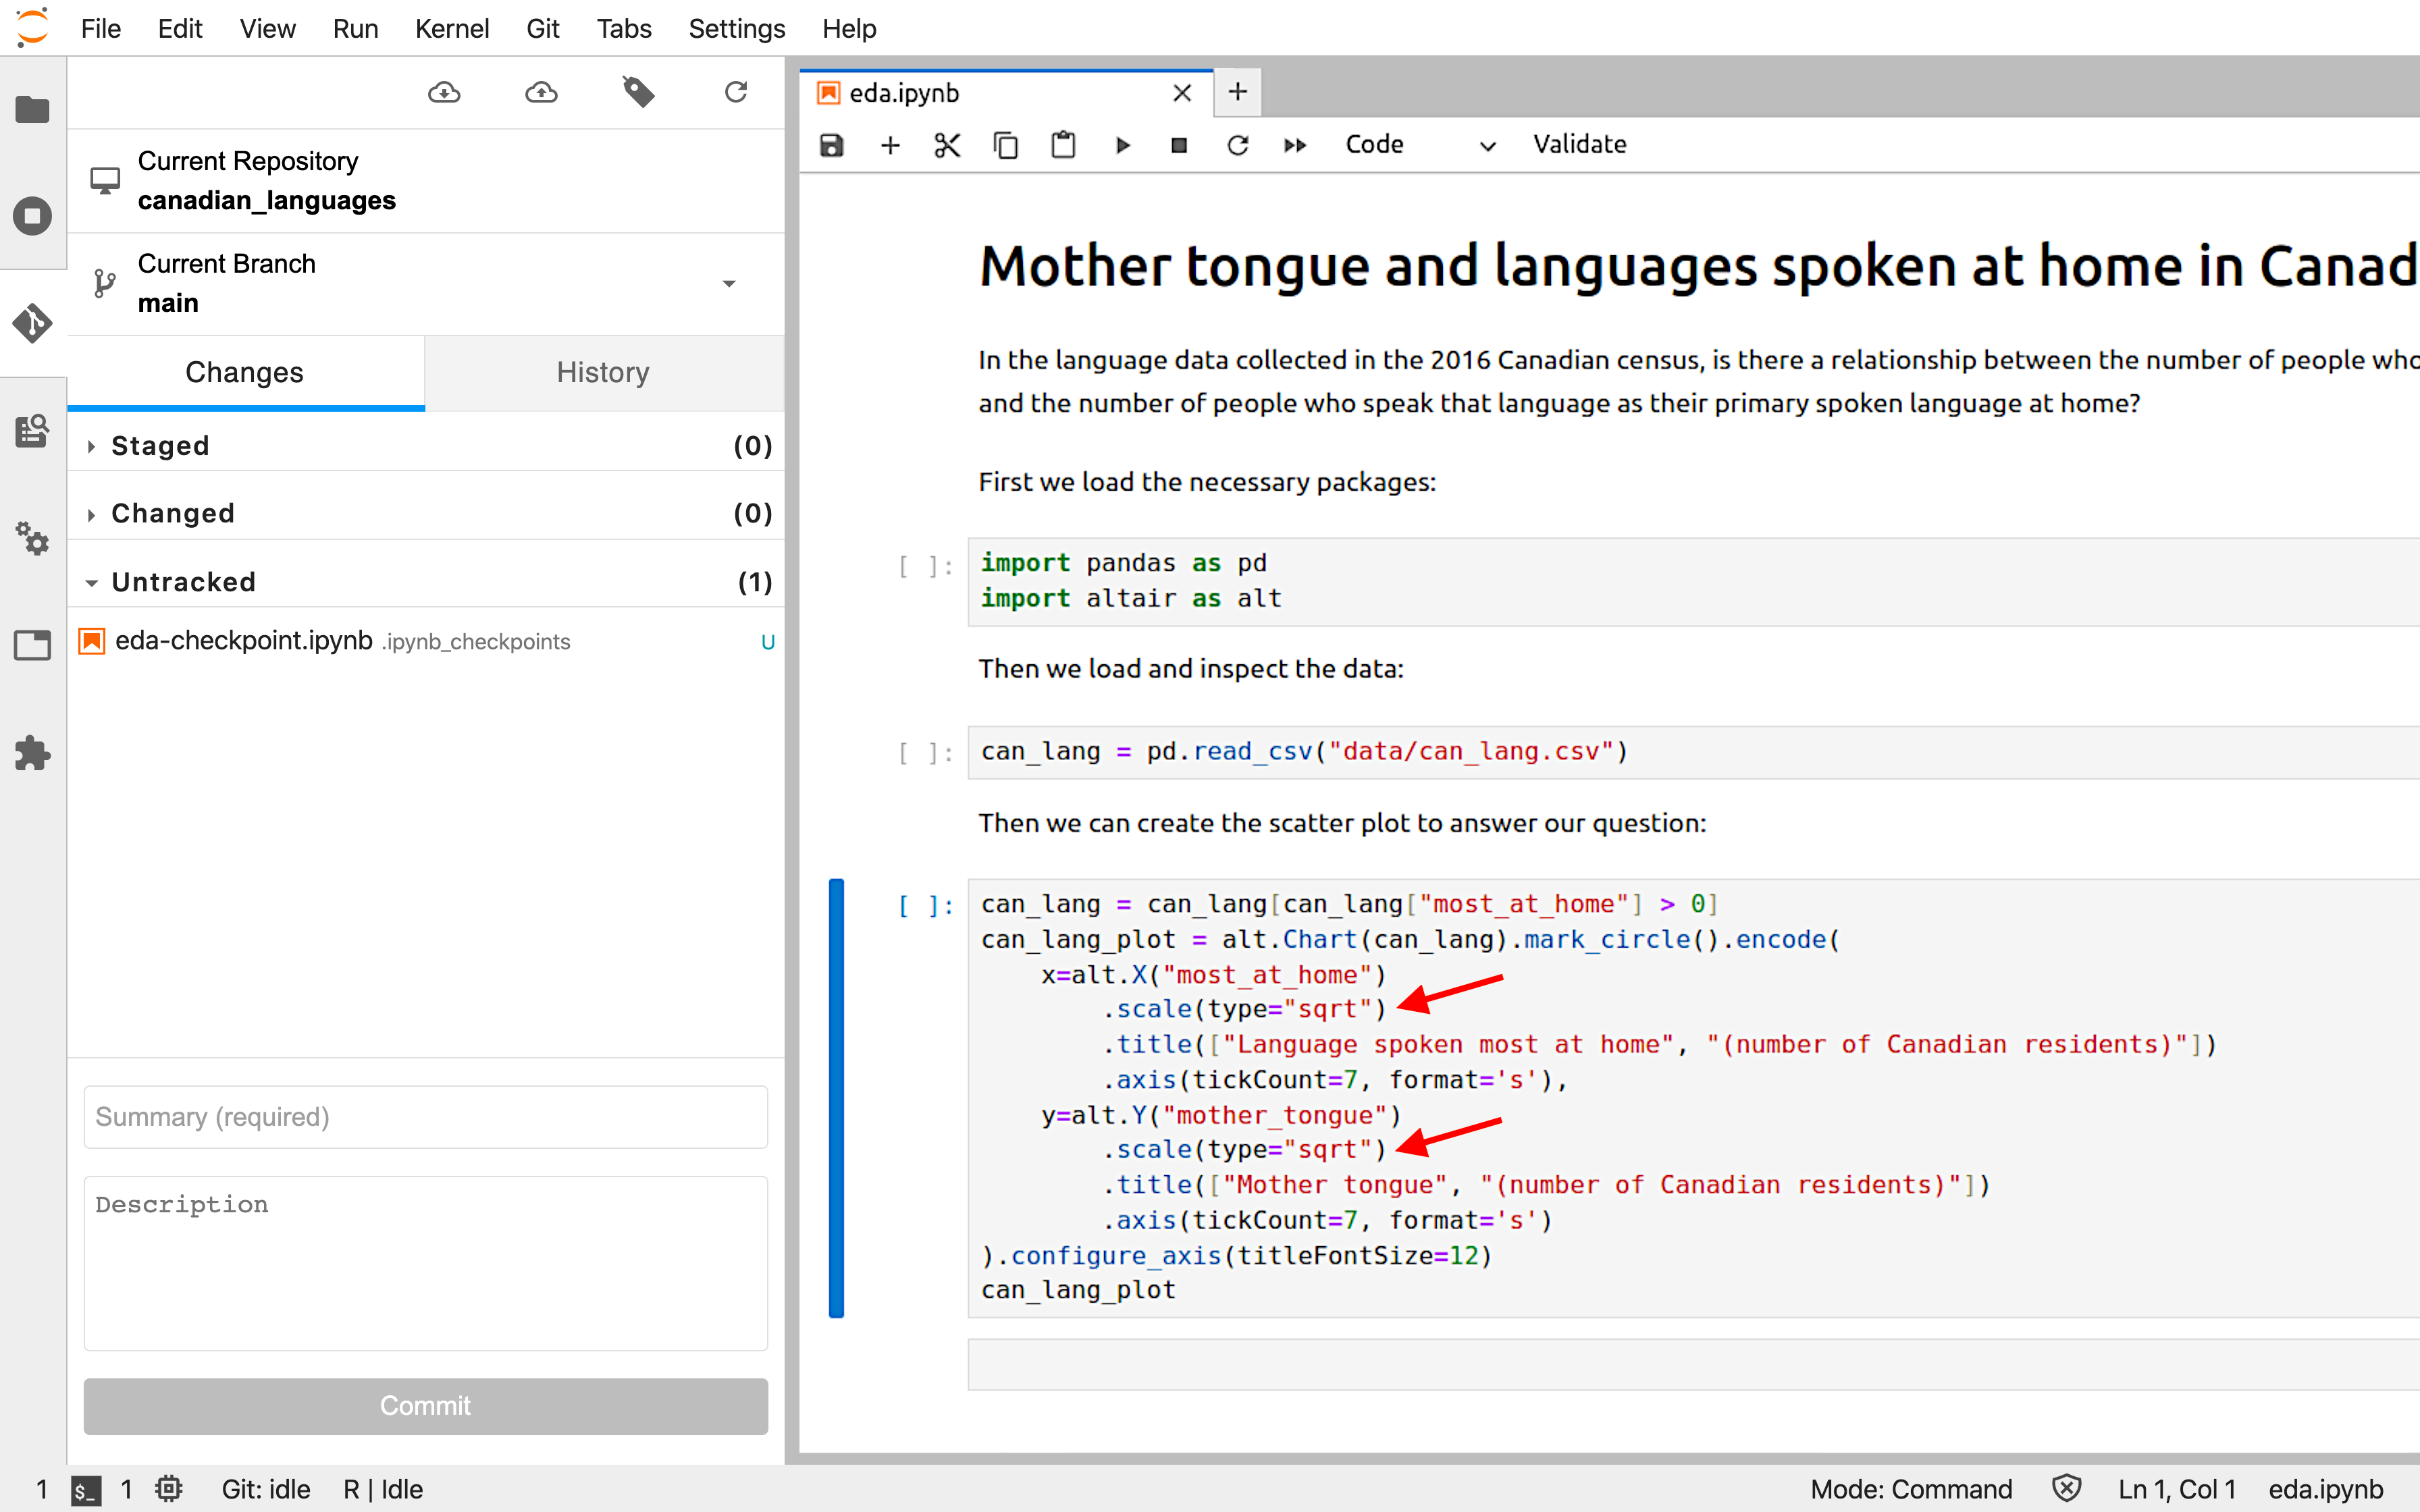 File Edit View Run Kernel Git Tabs Settings Help
Current Repository
canadian_languages
Current Branch
main
Changes History
Staged (0)
Changed (0)
Untracked (1)
eda-checkpoint.ipynb .ipynb_checkpoints U
Summary (required)
Description
Commit
eda.ipynb
Code Validate
Mother tongue and languages spoken at home in Canad
In the language data collected in the 2016 Canadian census, is there a relationship between the number of people who
and the number of people who speak that language as their primary spoken language at home?
First we load the necessary packages:
[ ]: import pandas as pd
import altair as alt
Then we load and inspect the data:
[ ]: can_lang = pd.read_csv("data/can_lang.csv")
Then we can create the scatter plot to answer our question:
[ ]: can_lang = can_lang[can_lang["most_at_home"] > 0]
can_lang_plot = alt.Chart(can_lang).mark_circle().encode(
    x=alt.X("most_at_home")
        .scale(type="sqrt")
        .title(["Language spoken most at home", "(number of Canadian residents)"])
        .axis(tickCount=7, format='s'),
    y=alt.Y("mother_tongue")
        .scale(type="sqrt")
        .title(["Mother tongue", "(number of Canadian residents)"])
        .axis(tickCount=7, format='s')
).configure_axis(titleFontSize=12)
can_lang_plot
1 $_ 1 Git: idle R | Idle Mode: Command Ln 1, Col 1 eda.ipynb